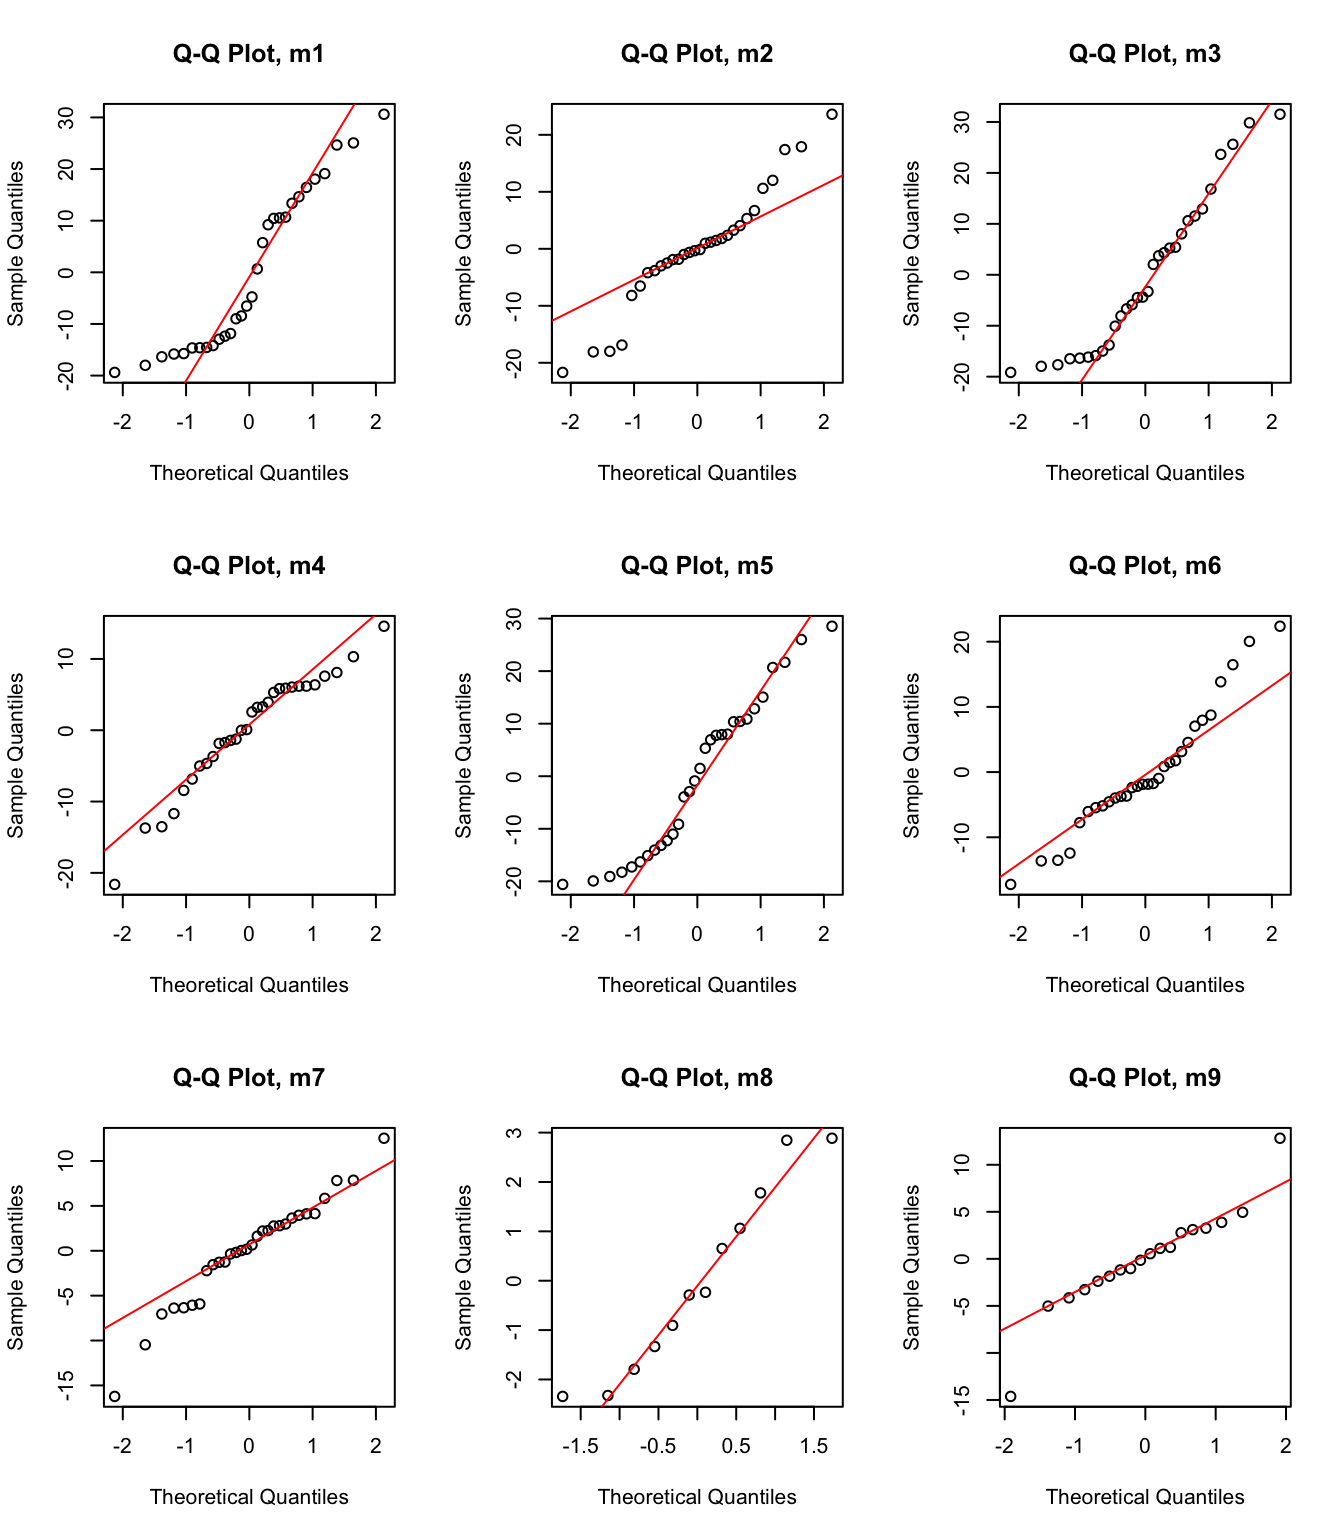 Q-Q Plot, m1
Q-Q Plot, m2
Q-Q Plot, m3
Sample Quantiles
30
20
10
0
-10
-20
-2 -1 0 1 2
Theoretical Quantiles
Sample Quantiles
20
10
0
-10
-20
-2 -1 0 1 2
Theoretical Quantiles
Sample Quantiles
30
20
10
0
-10
-20
-2 -1 0 1 2
Theoretical Quantiles
Q-Q Plot, m4
Q-Q Plot, m5
Q-Q Plot, m6
Sample Quantiles
10
0
-10
-20
-2 -1 0 1 2
Theoretical Quantiles
Sample Quantiles
30
20
10
0
-10
-20
-2 -1 0 1 2
Theoretical Quantiles
Sample Quantiles
20
10
0
-10
-2 -1 0 1 2
Theoretical Quantiles
Q-Q Plot, m7
Q-Q Plot, m8
Q-Q Plot, m9
Sample Quantiles
10
5
0
-5
-15
-2 -1 0 1 2
Theoretical Quantiles
Sample Quantiles
3
2
1
0
-1
-2
-1.5 -0.5 0.5 1.5
Theoretical Quantiles
Sample Quantiles
10
5
0
-5
-15
-2 -1 0 1 2
Theoretical Quantiles